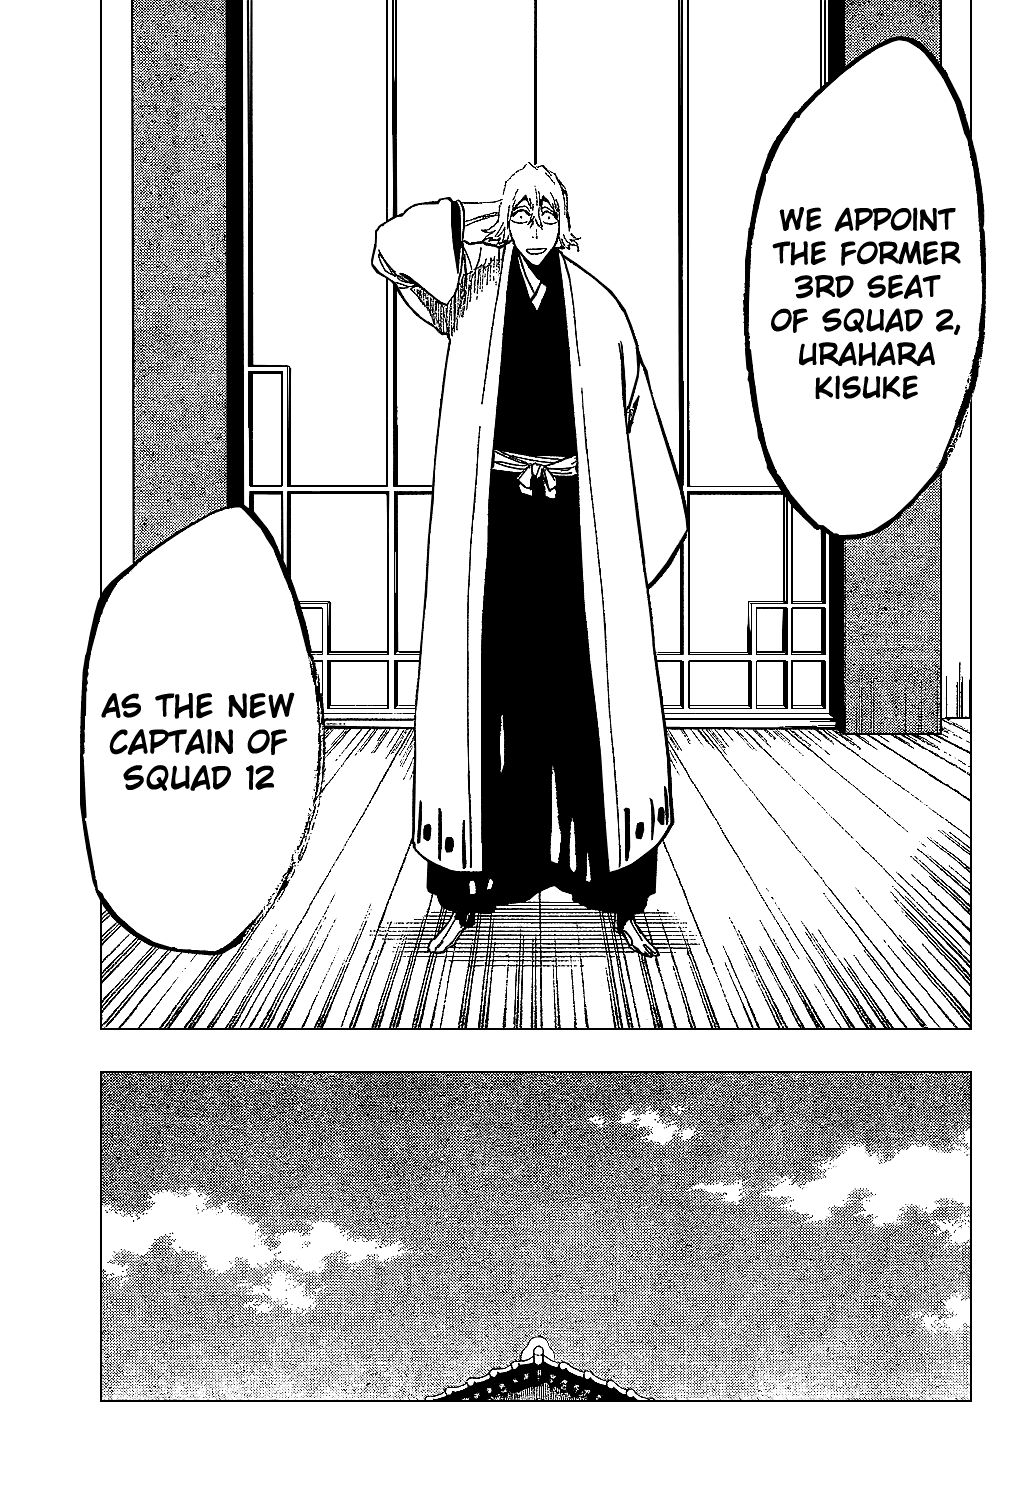 WE APPOINT
THE FORMER
3RD SEAT
OF SQUAD 2,
URAHARA
KISUKE
AS THE NEW
CAPTAIN OF
SQUAD 12